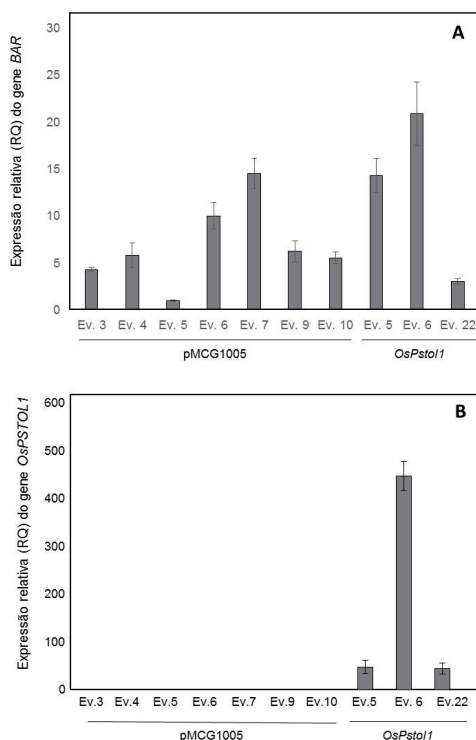 A
Expressão relativa (RQ) do gene BAR
30
25
20
15
10
5
0
Ev. 3 Ev. 4 Ev. 5 Ev. 6 Ev. 7 Ev. 9 Ev. 10 Ev. 5 Ev. 6 Ev. 22
pMCG1005 OsPstol1
B
Expressão relativa (RQ) do gene OsPSTOL1
600
500
400
300
200
100
0
Ev.3 Ev.4 Ev.5 Ev.6 Ev.7 Ev.9 Ev.10 Ev.5 Ev. 6 Ev.22
pMCG1005 OsPstol1